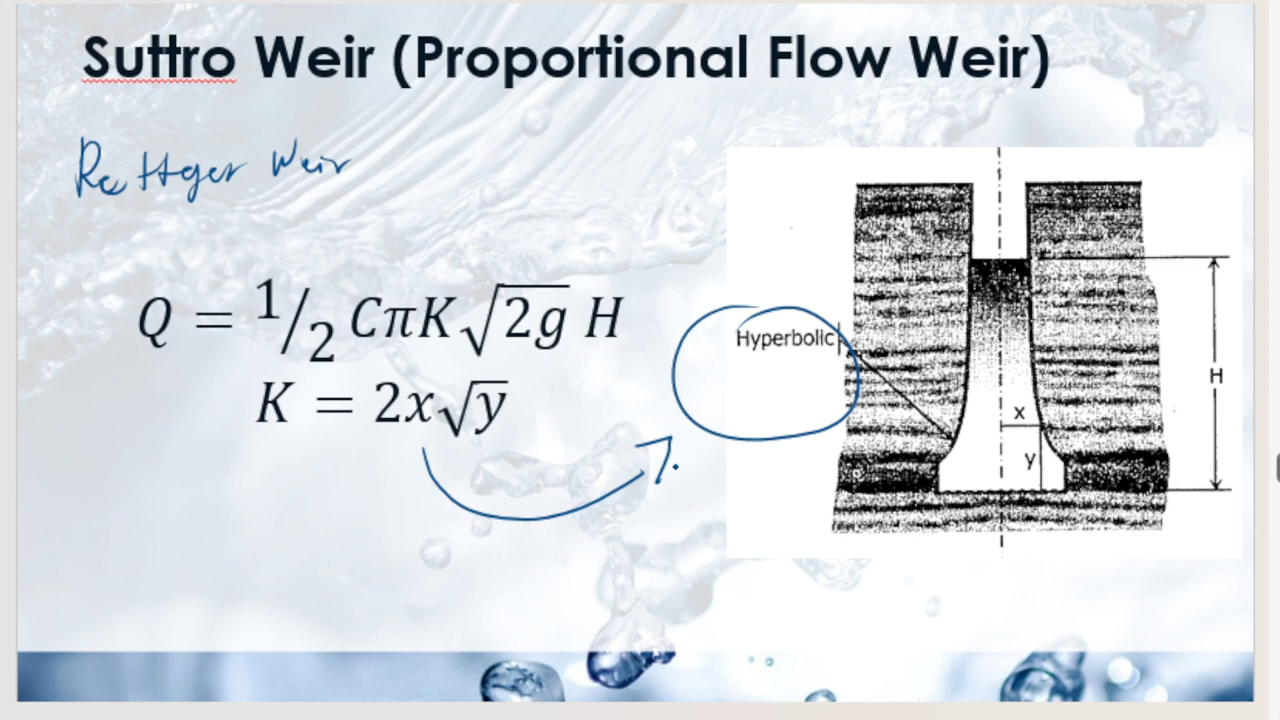 Suttro Weir (Proportional Flow Weir)
Rettger Weir
Q = 1/2 CπK√2g H
K = 2x√y
Hyperbolic
x
y
H